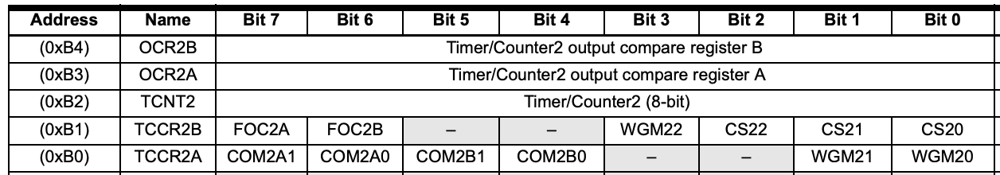 Address Name Bit 7 Bit 6 Bit 5 Bit 4 Bit 3 Bit 2 Bit 1 Bit 0
(0xB4) OCR2B Timer/Counter2 output compare register B
(0xB3) OCR2A Timer/Counter2 output compare register A
(0xB2) TCNT2 Timer/Counter2 (8-bit)
(0xB1) TCCR2B FOC2A FOC2B – – WGM22 CS22 CS21 CS20
(0xB0) TCCR2A COM2A1 COM2A0 COM2B1 COM2B0 – – WGM21 WGM20